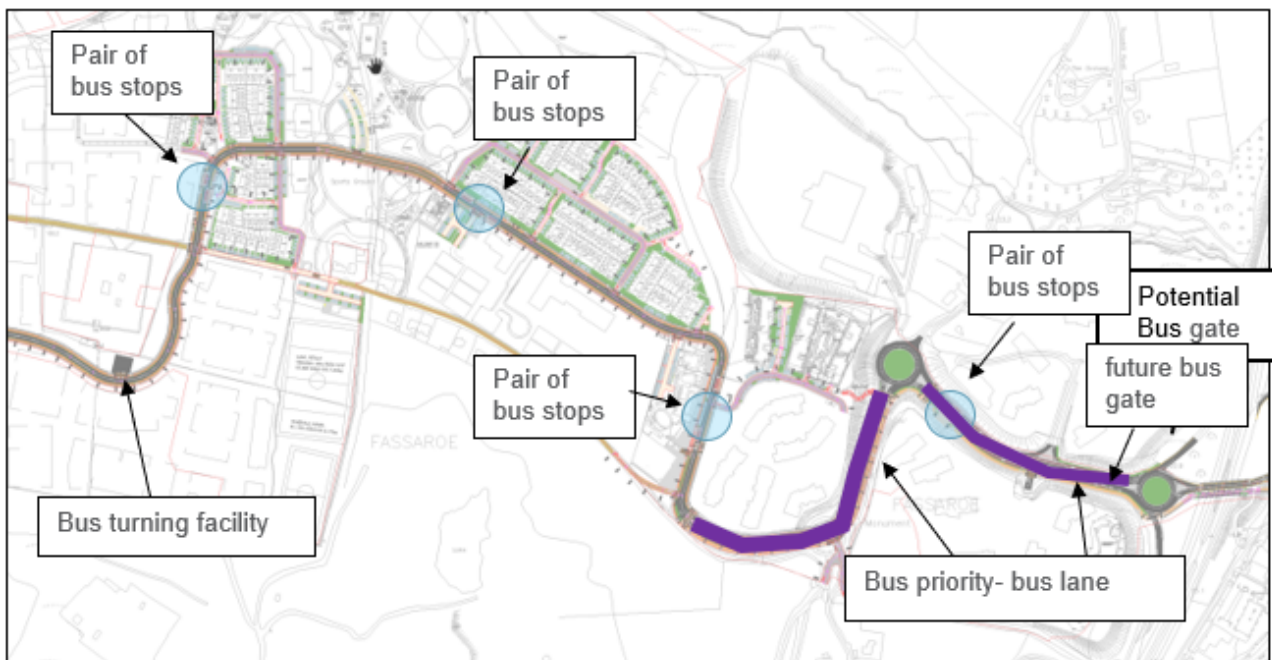 Pair of
bus stops
Pair of
bus stops
Pair of
bus stops
Potential
Bus gate
future bus
gate
Pair of
bus stops
FASSAROE
FASSAROE
Monument
Bus turning facility
Bus priority- bus lane